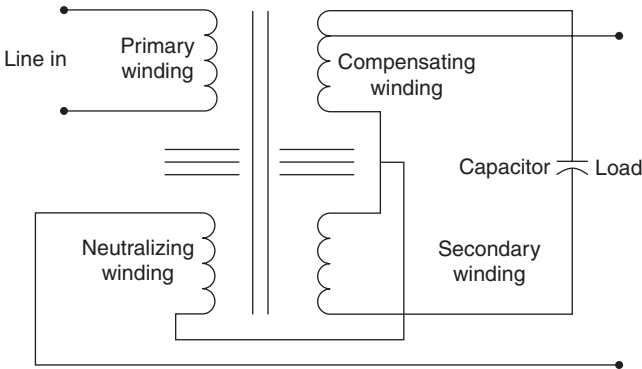 Line in
Primary
winding
Compensating
winding
Capacitor
Load
Neutralizing
winding
Secondary
winding